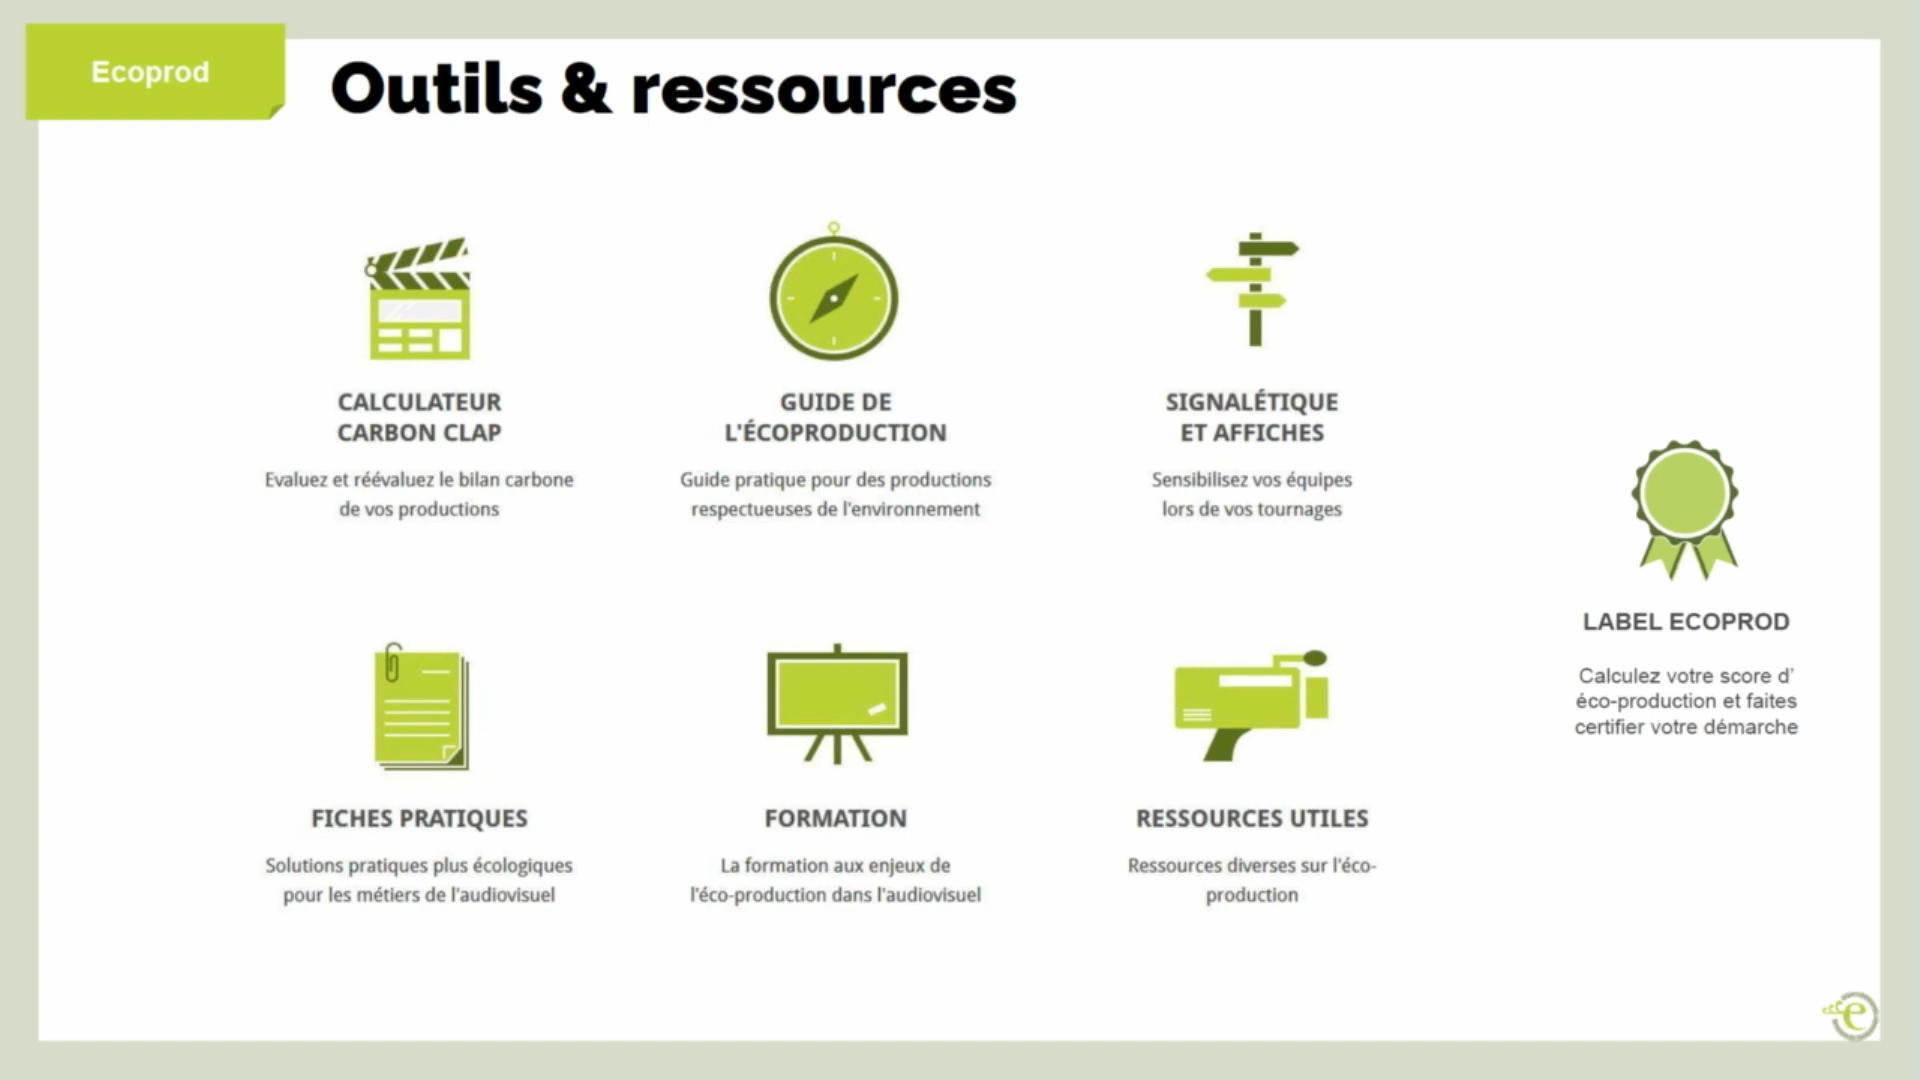 Ecoprod
Outils & ressources
CALCULATEUR
CARBON CLAP
Evaluez et réévaluez le bilan carbone
de vos productions
GUIDE DE
L'ÉCOPRODUCTION
Guide pratique pour des productions
respectueuses de l'environnement
SIGNALÉTIQUE
ET AFFICHES
Sensibilisez vos équipes
lors de vos tournages
LABEL ECOPROD
Calculez votre score d'
éco-production et faites
certifier votre démarche
FICHES PRATIQUES
Solutions pratiques plus écologiques
pour les métiers de l'audiovisuel
FORMATION
La formation aux enjeux de
l'éco-production dans l'audiovisuel
RESSOURCES UTILES
Ressources diverses sur l'éco-
production